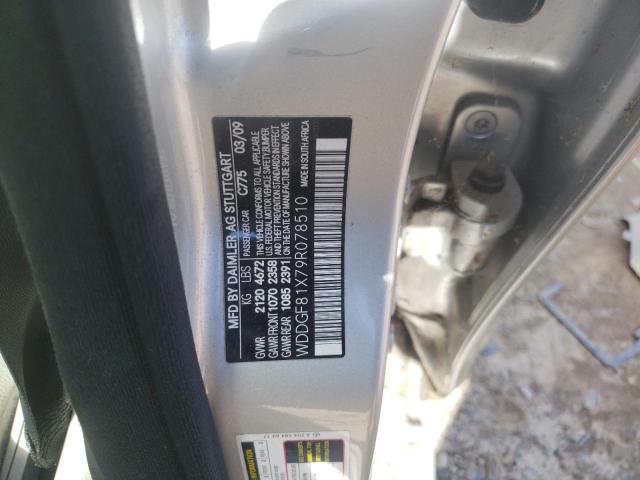 MFD BY DAIMLER AG STUTTGART
KG LBS PASSENGER CAR C775 03/09
GVWR 2120 4672 THIS VEHICLE CONFORMS TO ALL APPLICABLE
U.S. FEDERAL MOTOR VEHICLE SAFETY BUMPER
GAWR FRONT 1070 2358 AND THEFT PREVENTION STANDARDS IN EFFECT
GAWR REAR 1085 2391 ON THE DATE OF MANUFACTURE SHOWN ABOVE
WDDGF81X79R078510 MADE IN SOUTH AFRICA